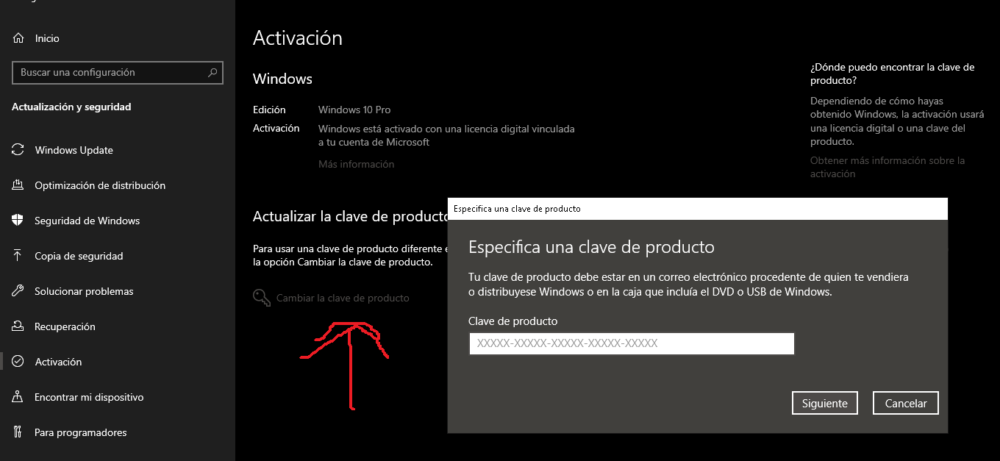 Inicio
Buscar una configuración
Actualización y seguridad
Windows Update
Optimización de distribución
Seguridad de Windows
Copia de seguridad
Solucionar problemas
Recuperación
Activación
Encontrar mi dispositivo
Para programadores
Activación
Windows
Edición Windows 10 Pro
Activación Windows está activado con una licencia digital vinculada
a tu cuenta de Microsoft
Más información
Actualizar la clave de producto
Para usar una clave de producto diferente
la opción Cambiar la clave de producto.
Cambiar la clave de producto
¿Dónde puedo encontrar la clave de
producto?
Dependiendo de cómo hayas
obtenido Windows, la activación usará
una licencia digital o una clave del
producto.
Obtener más información sobre la
activación
Especifica una clave de producto
Especifica una clave de producto
Tu clave de producto debe estar en un correo electrónico procedente de quien te vendiera
o distribuyese Windows o en la caja que incluía el DVD o USB de Windows.
Clave de producto
XXXXX-XXXXX-XXXXX-XXXXX-XXXXX
Siguiente
Cancelar